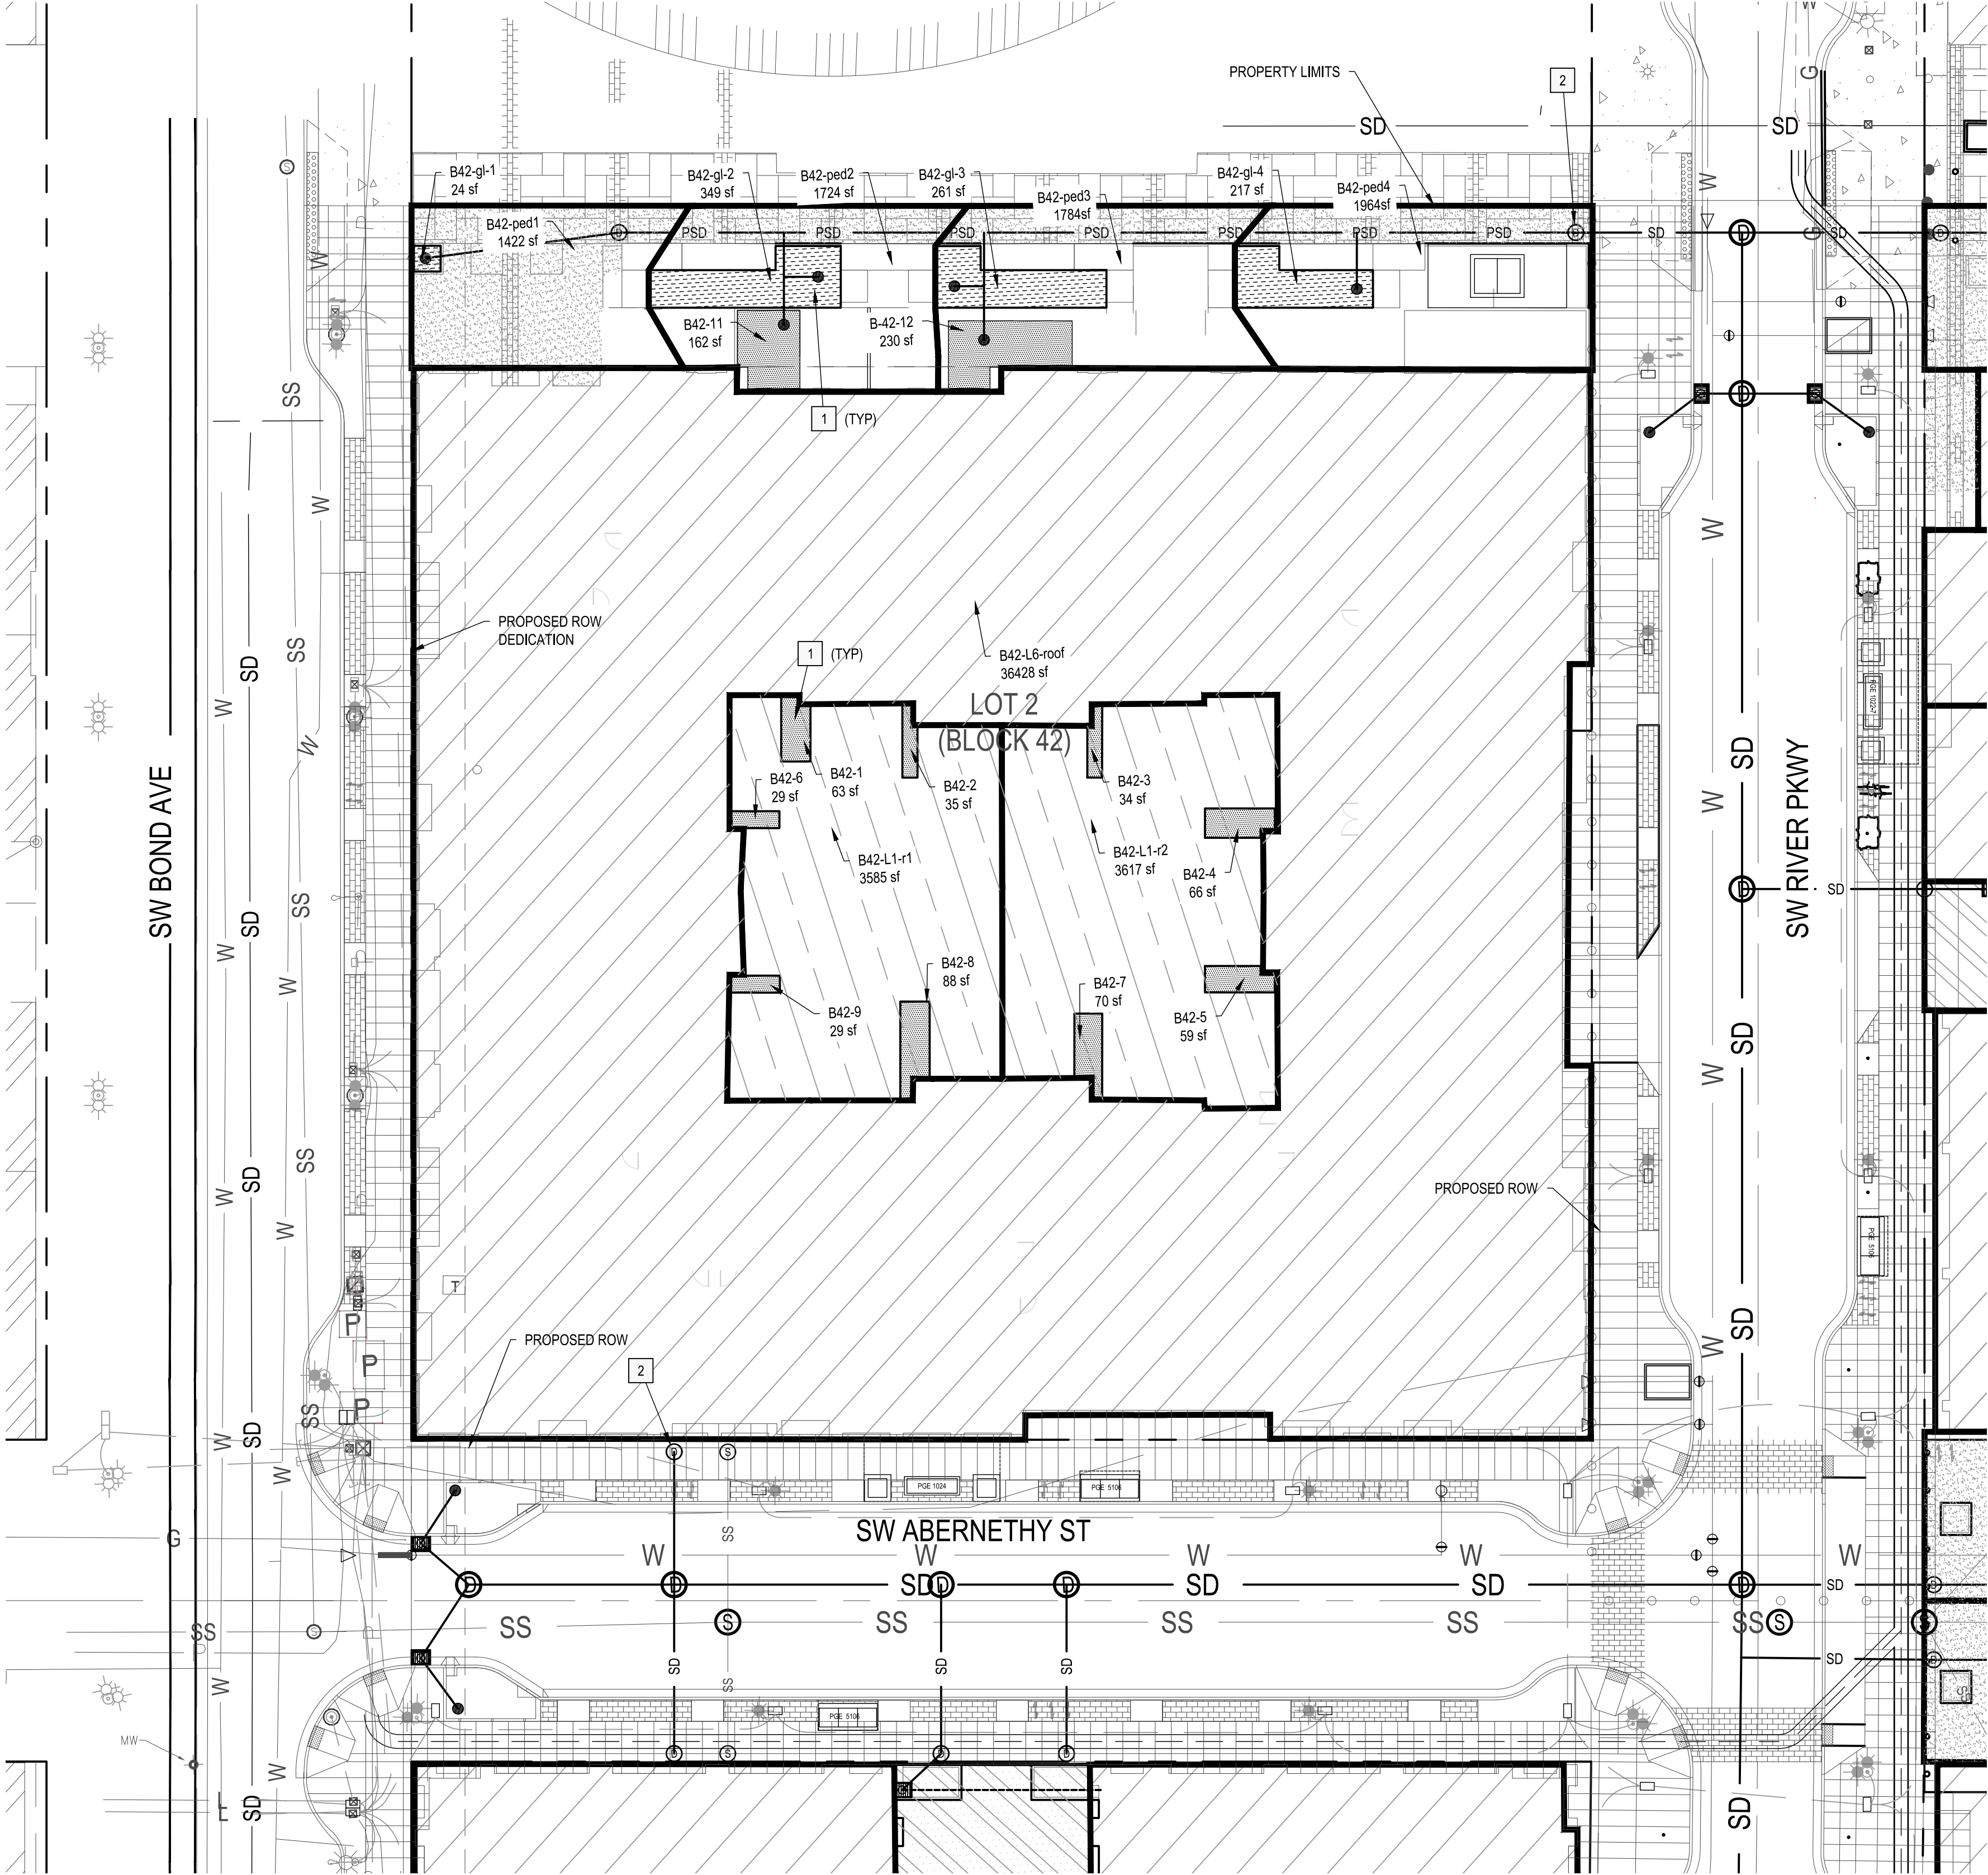 PROPERTY LIMITS
2
SD
SD
W
G
B42-gl-1
24 sf
B42-ped1
1422 sf
B42-gl-2
349 sf
B42-ped2
1724 sf
B42-gl-3
261 sf
B42-ped3
1784sf
B42-gl-4
217 sf
B42-ped4
1964sf
D
PSD
PSD
PSD
PSD
PSD
PSD
PSD
D
SD
D
SD
G
D
B42-11
162 sf
B-42-12
230 sf
1
(TYP)
D
S
W
SS
W
W
PROPOSED ROW
DEDICATION
1
(TYP)
B42-L6-roof
36428 sf
LOT 2
(BLOCK 42)
B42-6
29 sf
B42-1
63 sf
B42-2
35 sf
B42-3
34 sf
B42-L1-r1
3585 sf
B42-L1-r2
3617 sf
B42-4
66 sf
B42-8
88 sf
B42-7
70 sf
B42-9
29 sf
B42-5
59 sf
SW BOND AVE
SD
SS
W
W
SD
SS
W
W
SD
SS
W
W
SW RIVER PKWY
SD
W
PGE 1022-7
D
SD
SD
W
PGE 5106
SD
W
PROPOSED ROW
T
PROPOSED ROW
2
P
P
P
SS
SD
W
W
D
S
PGE 1024
PGE 5106
SW ABERNETHY ST
G
W
W
W
W
W
SS
D
D
SD
D
D
SD
SD
D
SD
D
SS
S
SS
S
SS
SS
SS
SS
S
S
SD
SD
SD
SS
SD
D
PGE 5106
D
S
D
D
MW
W
W
L
SD
SD